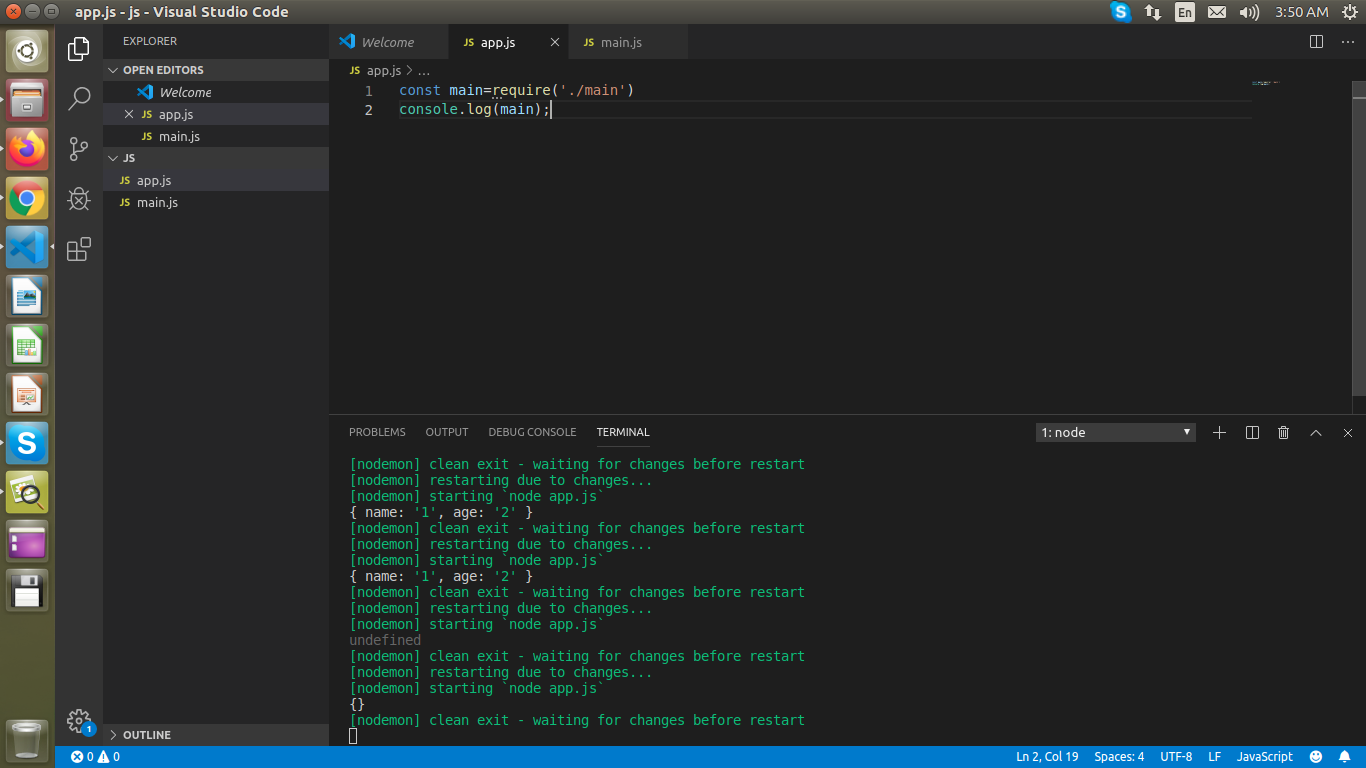 app.js - js - Visual Studio Code
En
3:50 AM
EXPLORER
OPEN EDITORS
Welcome
JS app.js
JS main.js
JS
JS app.js
JS main.js
OUTLINE
1
Welcome
JS app.js
JS main.js
JS app.js > ...
1 const main=require('./main')
2 console.log(main);
PROBLEMS OUTPUT DEBUG CONSOLE TERMINAL
1: node
[nodemon] clean exit - waiting for changes before restart
[nodemon] restarting due to changes...
[nodemon] starting `node app.js`
{ name: '1', age: '2' }
[nodemon] clean exit - waiting for changes before restart
[nodemon] restarting due to changes...
[nodemon] starting `node app.js`
{ name: '1', age: '2' }
[nodemon] clean exit - waiting for changes before restart
[nodemon] restarting due to changes...
[nodemon] starting `node app.js`
undefined
[nodemon] clean exit - waiting for changes before restart
[nodemon] restarting due to changes...
[nodemon] starting `node app.js`
{}
[nodemon] clean exit - waiting for changes before restart
0 0
Ln 2, Col 19 Spaces: 4 UTF-8 LF JavaScript